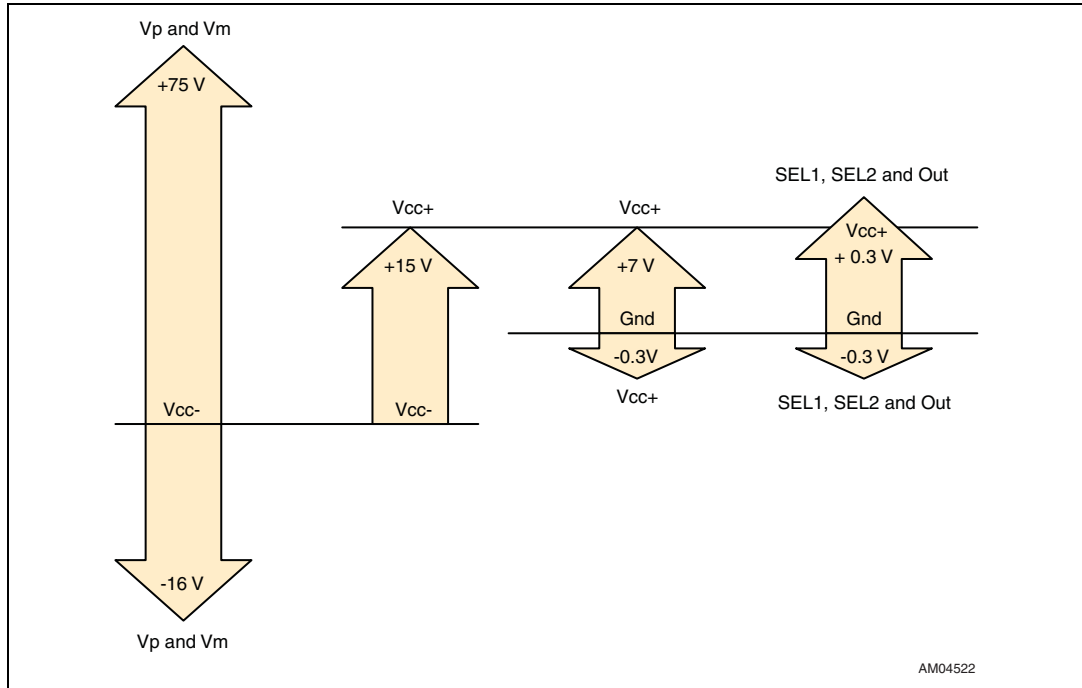 Vp and Vm
+75 V
Vcc-
-16 V
Vp and Vm
Vcc+
+15 V
Vcc-
Vcc+
+7 V
Gnd
-0.3V
Vcc+
SEL1, SEL2 and Out
Vcc+
+ 0.3 V
Gnd
-0.3 V
SEL1, SEL2 and Out
AM04522